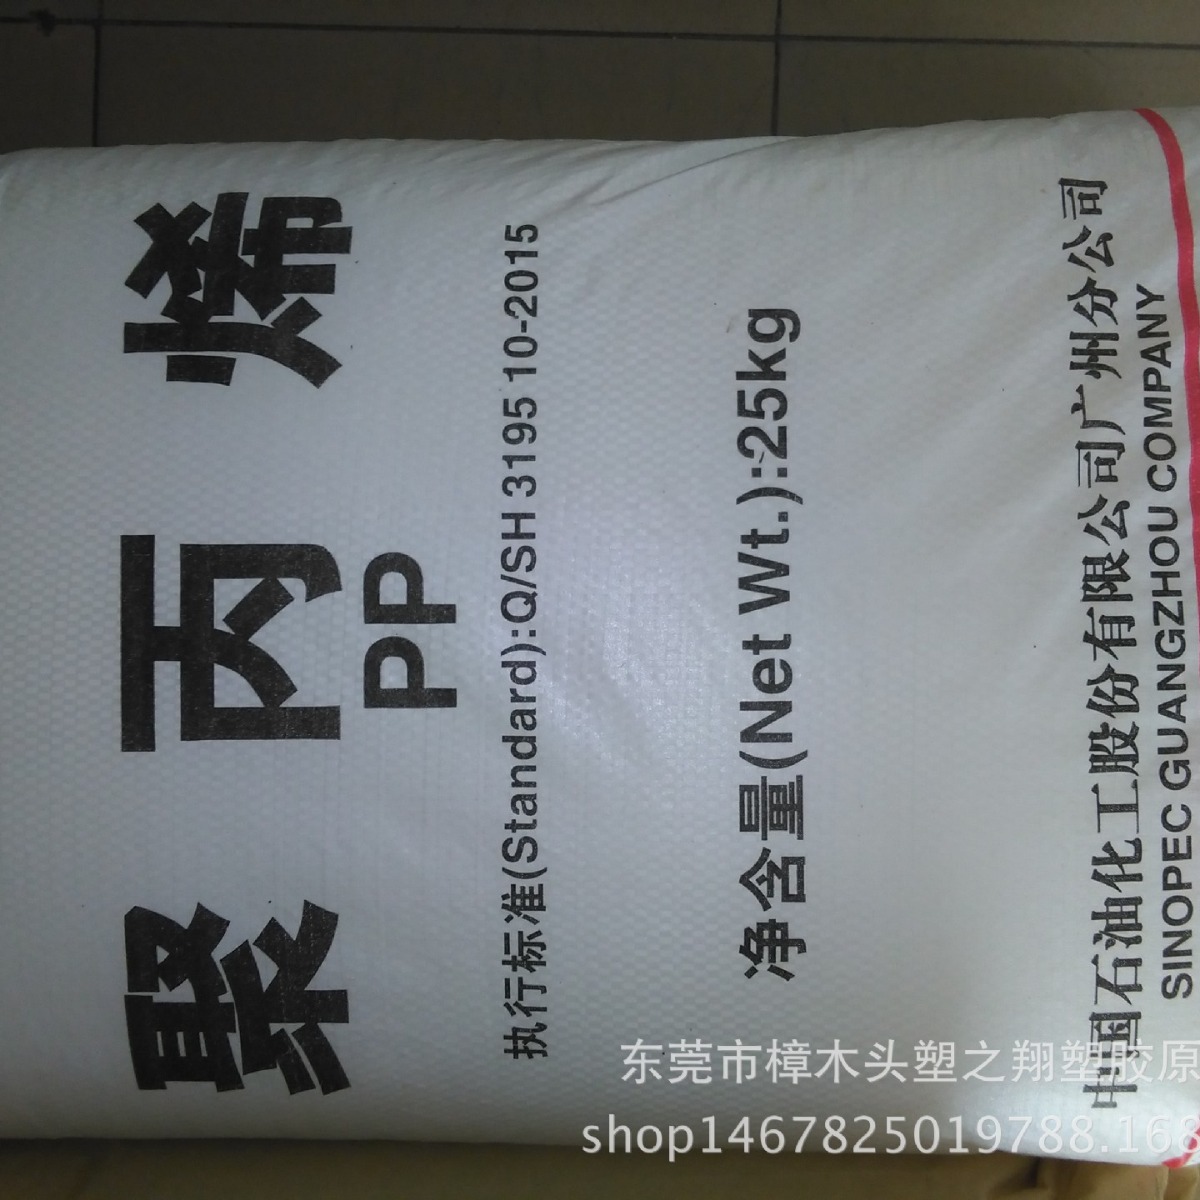 聚丙烯
PP
执行标准(Standard):Q/SH 3195 10-2015
净含量(Net Wt.):25kg
中国石油化工股份有限公司广州分公司
SINOPEC GUANGZHOU COMPANY
东莞市樟木头塑之翔塑胶原
shop1467825019788.168